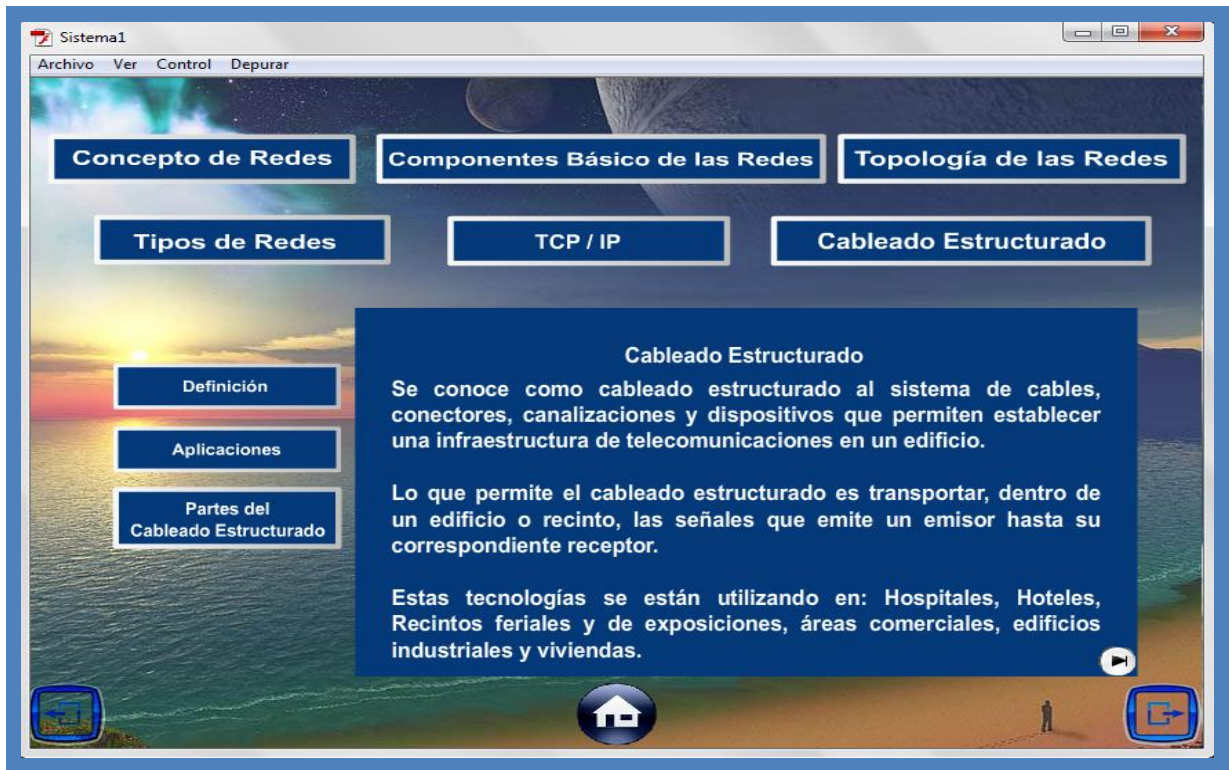 Sistema1
Archivo Ver Control Depurar
Concepto de Redes
Componentes Básico de las Redes
Topología de las Redes
Tipos de Redes
TCP / IP
Cableado Estructurado
Definición
Aplicaciones
Partes del
Cableado Estructurado
Cableado Estructurado
Se conoce como cableado estructurado al sistema de cables,
conectores, canalizaciones y dispositivos que permiten establecer
una infraestructura de telecomunicaciones en un edificio.
Lo que permite el cableado estructurado es transportar, dentro de
un edificio o recinto, las señales que emite un emisor hasta su
correspondiente receptor.
Estas tecnologías se están utilizando en: Hospitales, Hoteles,
Recintos feriales y de exposiciones, áreas comerciales, edificios
industriales y viviendas.